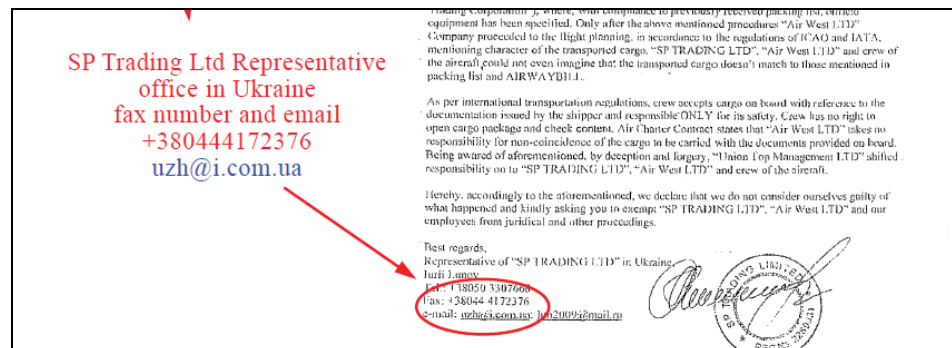 SP Trading Ltd Representative
office in Ukraine
fax number and email
+380444172376
uzh@i.com.ua
Trading Corporation"), where, with compliance to previously received packing list, oilfield
equipment has been specified. Only after the above mentioned procedures "Air West LTD"
Company proceeded to the flight planning, in accordance to the regulations of ICAO and IATA,
mentioning character of the transported cargo. "SP TRADING LTD", "Air West LTD" and crew of
the aircraft could not even imagine that the transported cargo doesn't match to those mentioned in
packing list and AIRWAYBILL.
As per international transportation regulations, crew accepts cargo on board with reference to the
documentation issued by the shipper and responsible ONLY for its safety. Crew has no right to
open cargo package and check content. Air Charter Contract states that "Air West LTD" takes no
responsibility for non-coincidence of the cargo to be carried with the documents provided on board.
Being awared of aforementioned, by deception and forgery, "Union Top Management LTD" shifted
responsibility on to "SP TRADING LTD", "Air West LTD" and crew of the aircraft.
Hereby, accordingly to the aforementioned, we declare that we do not consider ourselves guilty of
what happened and kindly asking you to exempt "SP TRADING LTD", "Air West LTD" and our
employees from juridical and other proceedings.
Best regards,
Representative of "SP TRADING LTD" in Ukraine
Iurii Lunov
Tel.: +38050 3307668
Fax: +38044 4172376
e-mail: uzh@i.com.ua; @mail.ru
SP TRADING LIMITED